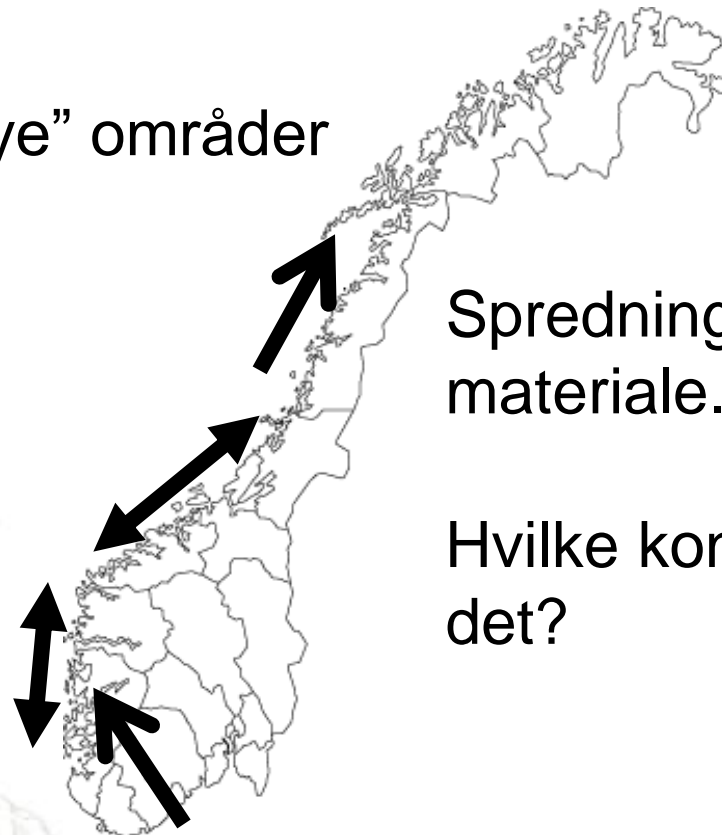 ye” områder
Spredning
materiale.
Hvilke kon
det?